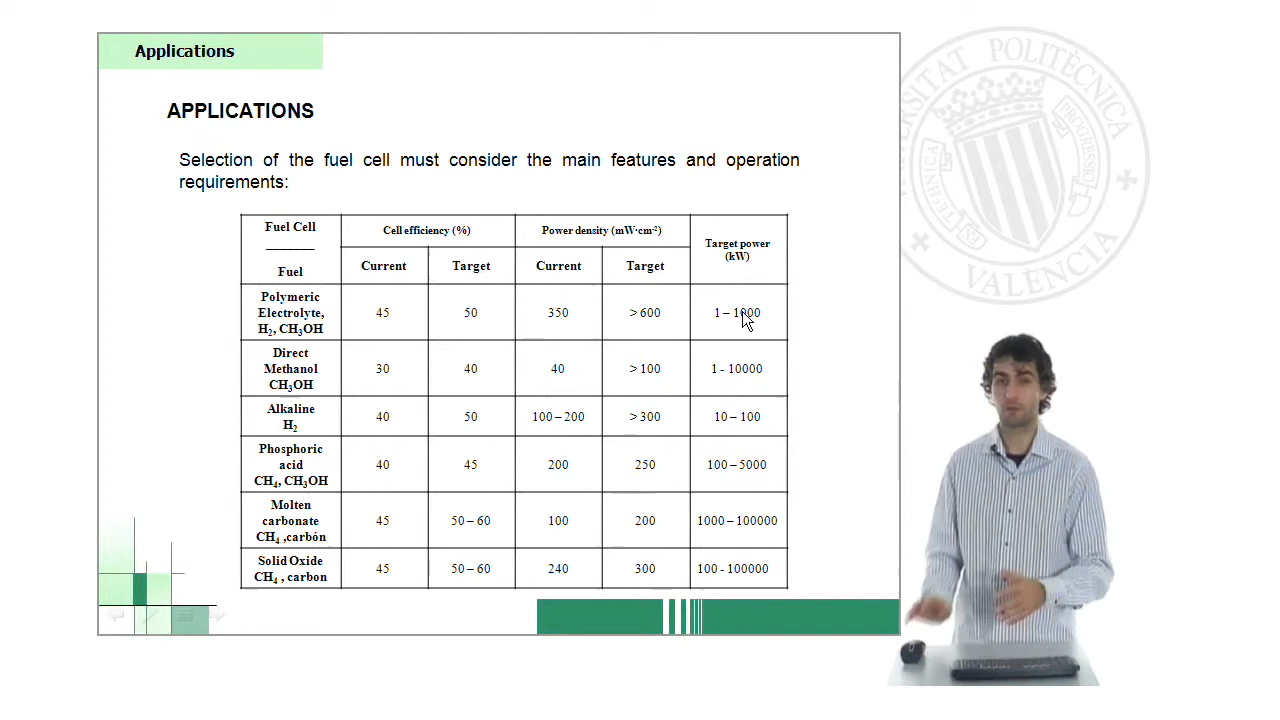 Applications
APPLICATIONS
Selection of the fuel cell must consider the main features and operation
requirements:
Fuel Cell
Fuel
Cell efficiency (%)
Power density (mW·cm-2)
Target power
(kW)
Current
Target
Current
Target
Polymeric
Electrolyte,
H2, CH3OH
45
50
350
> 600
1 – 1000
Direct
Methanol
CH3OH
30
40
40
> 100
1 - 10000
Alkaline
H2
40
50
100 – 200
> 300
10 – 100
Phosphoric
acid
CH4, CH3OH
40
45
200
250
100 – 5000
Molten
carbonate
CH4 ,carbón
45
50 – 60
100
200
1000 – 100000
Solid Oxide
CH4 , carbon
45
50 – 60
240
300
100 - 100000
UNIVERSITAT POLITÈCNICA
VALÈNCIA